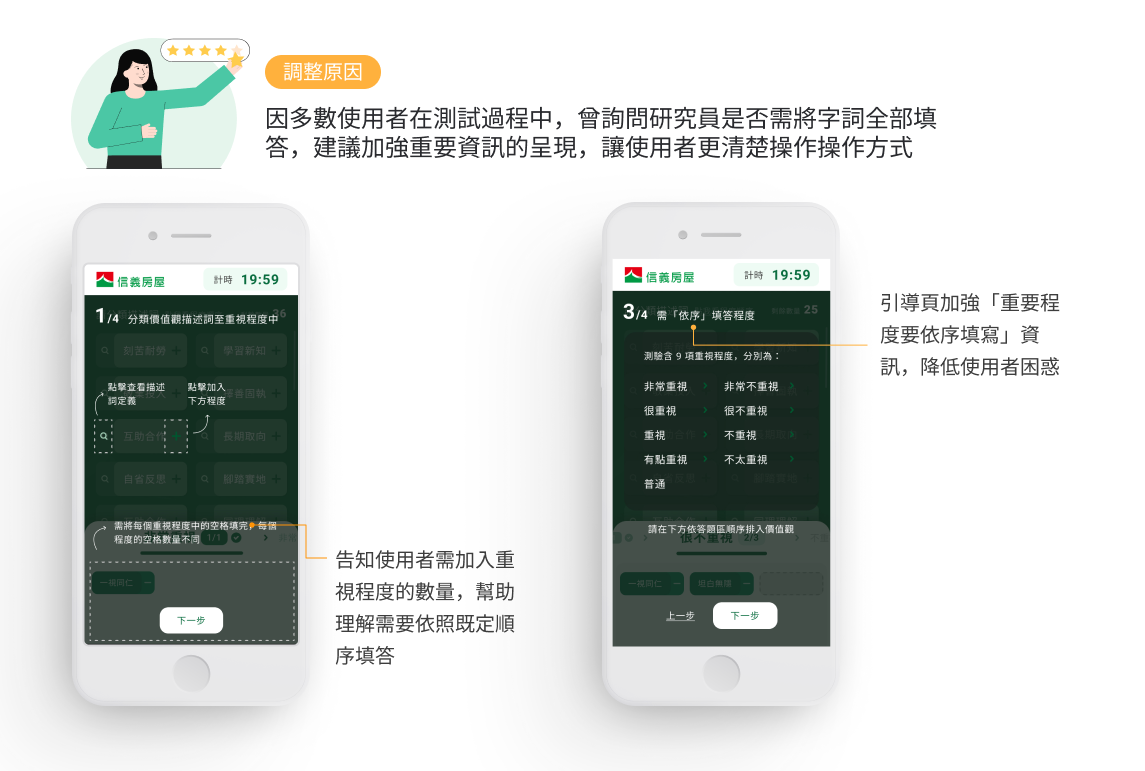 調整原因
因多數使用者在測試過程中，曾詢問研究員是否需將字詞全部填
答，建議加強重要資訊的呈現，讓使用者更清楚操作操作方式
信義房屋
計時 19:59
1/4 分類價值觀描述詞至重視程度中
36
刻苦耐勞 +
學習新知 +
點擊查看描述
詞定義
點擊加入
下方程度
擇善固執
互助合作 +
長期取向 +
自省反思 +
腳踏實地 +
需將每個重視程度中的空格填完，每個
程度的空格數量不同
1/1
一視同仁 −
下一步
告知使用者需加入重
視程度的數量，幫助
理解需要依照既定順
序填答
信義房屋
計時 19:59
25
3/4 需「依序」填答程度
測驗含 9 項重視程度，分別為：
非常重視
非常不重視
很重視
很不重視
重視
不重視
有點重視
不太重視
普通
請在下方依答題區順序排入價值觀
很不重視 2/3
一視同仁 −
坦白無隱 −
上一步
下一步
引導頁加強「重要程
度要依序填寫」資
訊，降低使用者困惑